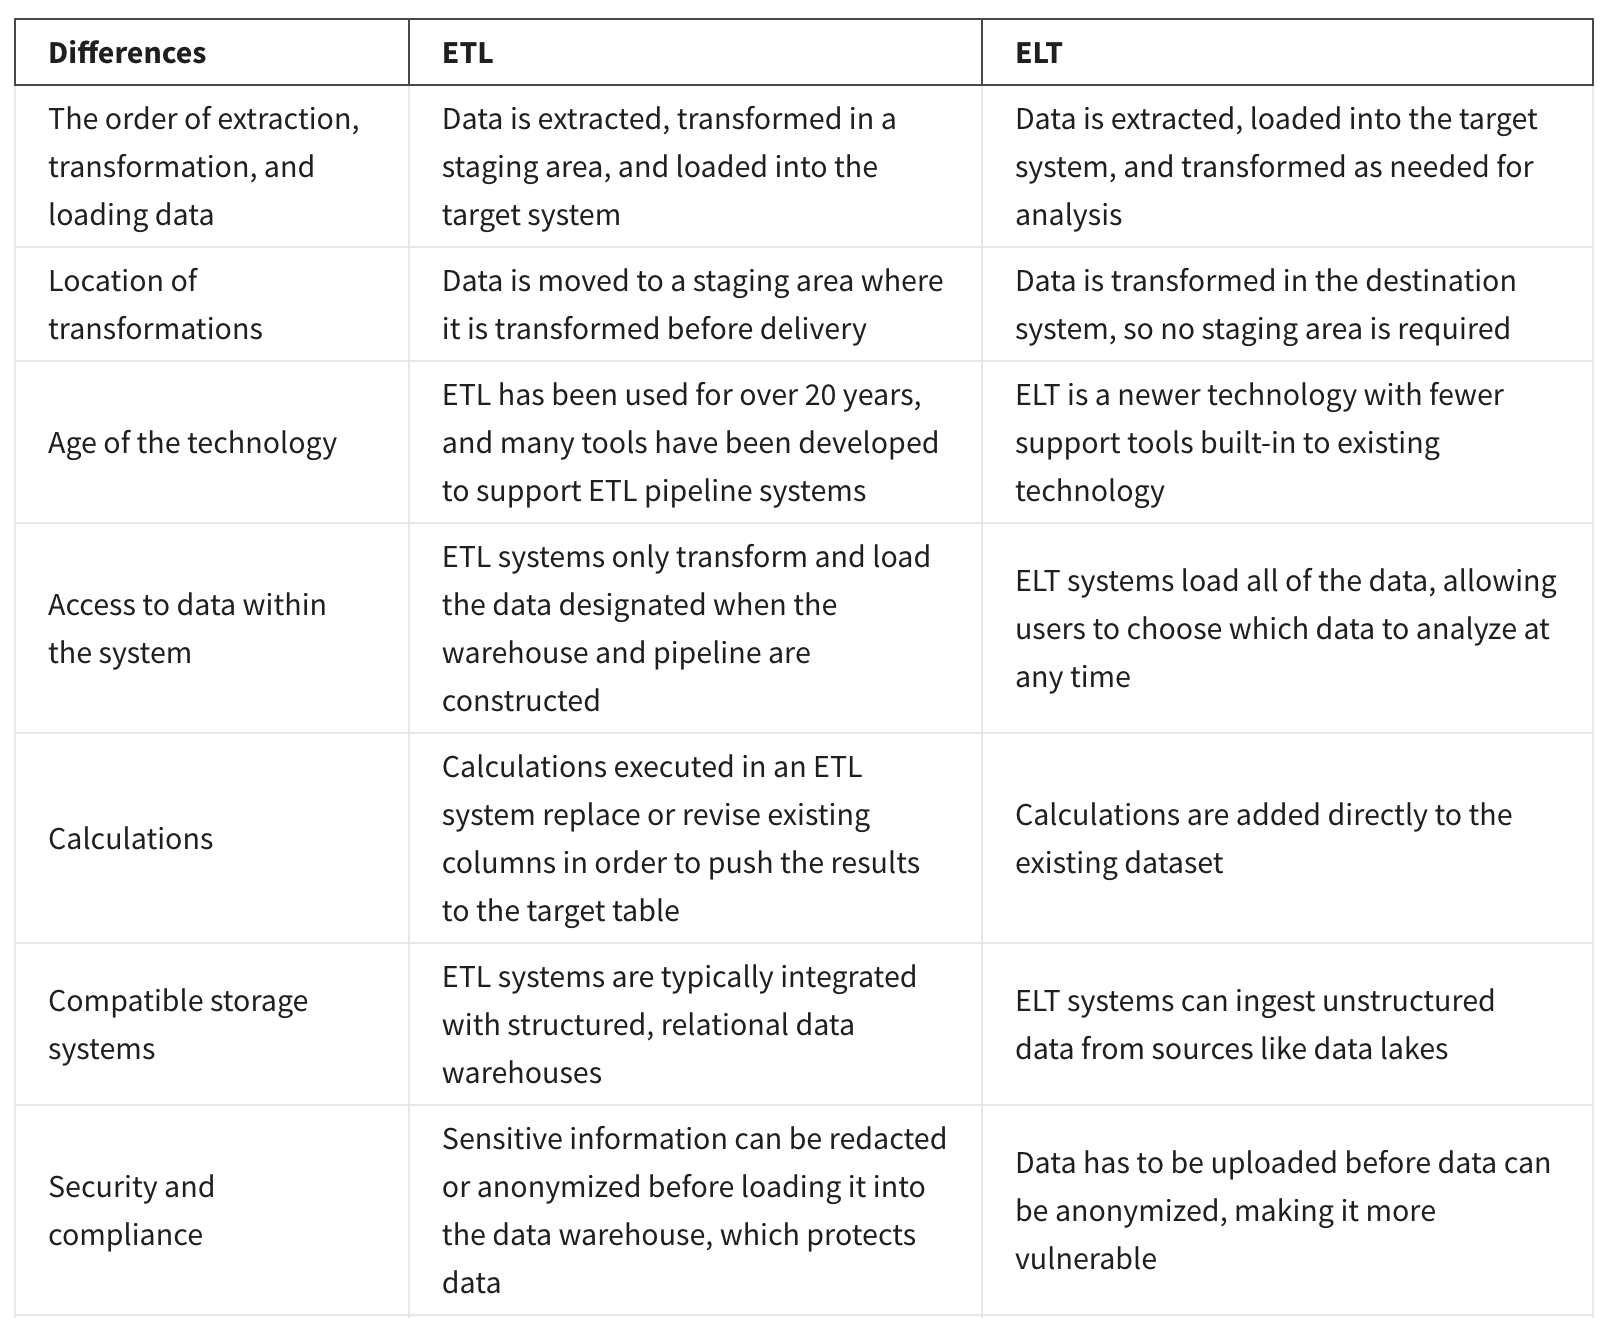 Differences
ETL
ELT
The order of extraction,
transformation, and
loading data
Data is extracted, transformed in a
staging area, and loaded into the
target system
Data is extracted, loaded into the target
system, and transformed as needed for
analysis
Location of
transformations
Data is moved to a staging area where
it is transformed before delivery
Data is transformed in the destination
system, so no staging area is required
Age of the technology
ETL has been used for over 20 years,
and many tools have been developed
to support ETL pipeline systems
ELT is a newer technology with fewer
support tools built-in to existing
technology
Access to data within
the system
ETL systems only transform and load
the data designated when the
warehouse and pipeline are
constructed
ELT systems load all of the data, allowing
users to choose which data to analyze at
any time
Calculations
Calculations executed in an ETL
system replace or revise existing
columns in order to push the results
to the target table
Calculations are added directly to the
existing dataset
Compatible storage
systems
ETL systems are typically integrated
with structured, relational data
warehouses
ELT systems can ingest unstructured
data from sources like data lakes
Security and
compliance
Sensitive information can be redacted
or anonymized before loading it into
the data warehouse, which protects
data
Data has to be uploaded before data can
be anonymized, making it more
vulnerable